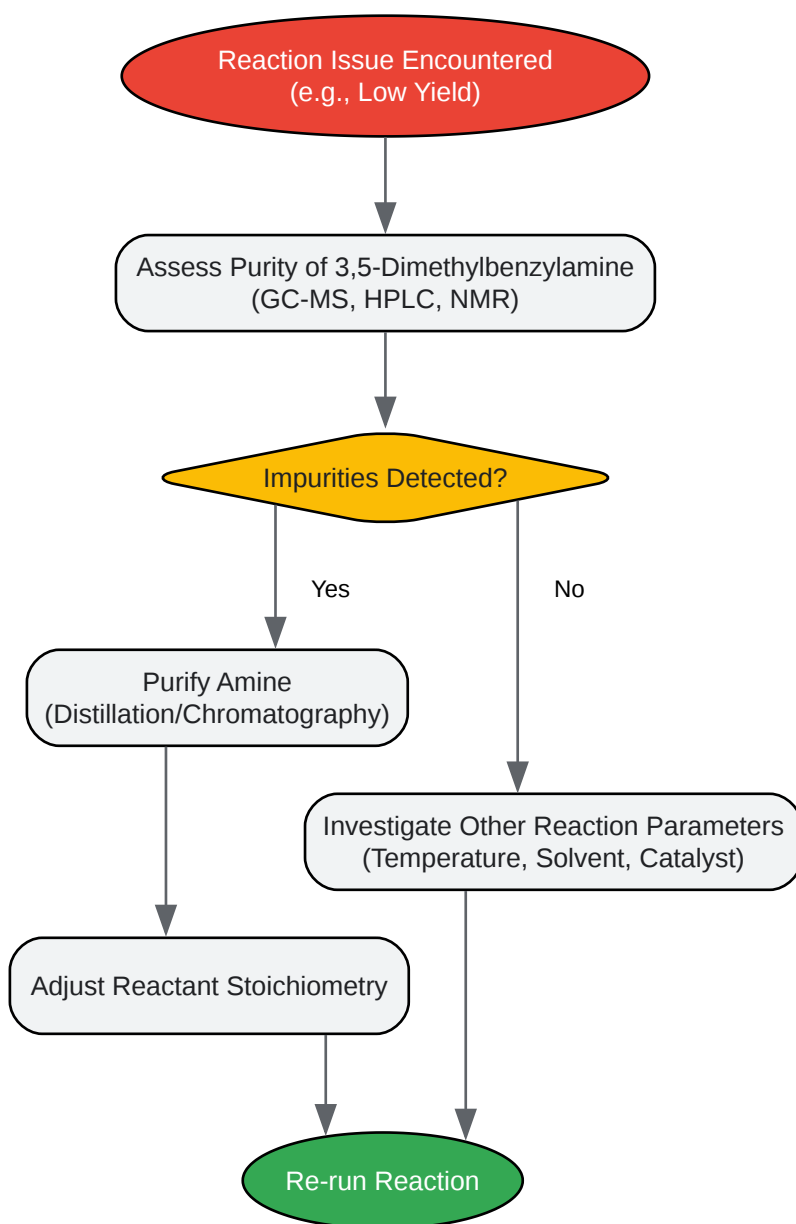 Reaction Issue Encountered
(e.g., Low Yield)
Assess Purity of 3,5-Dimethylbenzylamine
(GC-MS, HPLC, NMR)
Impurities Detected?
Yes
No
Purify Amine
(Distillation/Chromatography)
Investigate Other Reaction Parameters
(Temperature, Solvent, Catalyst)
Adjust Reactant Stoichiometry
Re-run Reaction